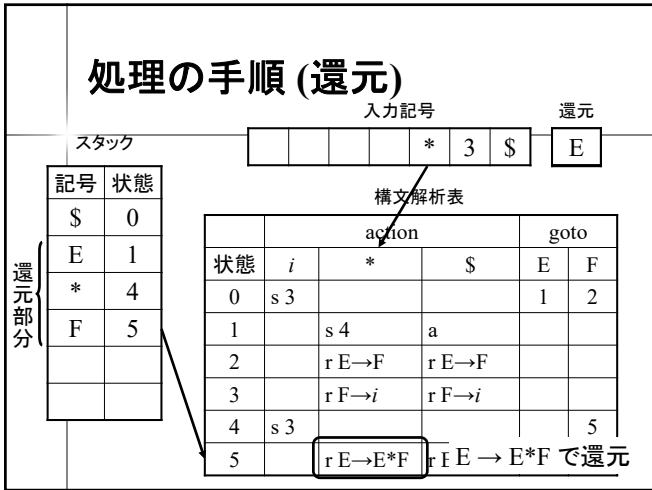 処理の手順 (還元)
入力記号 還元
* 3 $ E
スタック
記号 状態
$ 0
E 1
* 4
F 5
還元部分
構文解析表
action goto
状態 i * $ E F
0 s 3 1 2
1 s 4 a
2 r E→F r E→F
3 r F→i r F→i
4 s 3 5
5 r E→E*F r E → E*F で還元